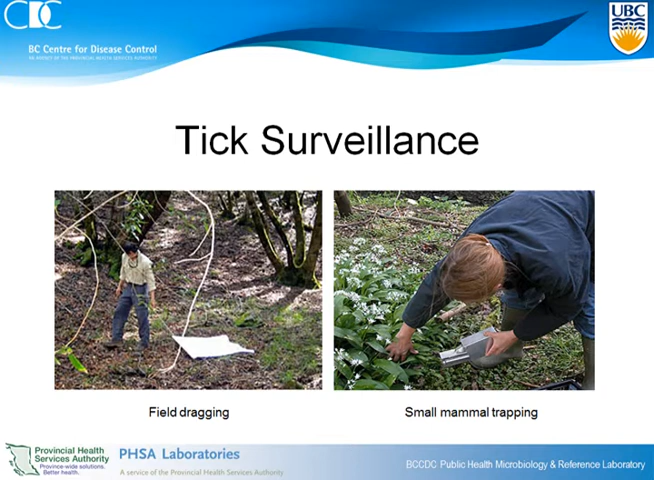 CDC
UBC
BC Centre for Disease Control
AN AGENCY OF THE PROVINCIAL HEALTH SERVICES AUTHORITY
Tick Surveillance
Field dragging
Small mammal trapping
Provincial Health
Services Authority
Province-wide solutions.
Better health.
PHSA Laboratories
A service of the Provincial Health Services Authority
BCCDC Public Health Microbiology & Reference Laboratory